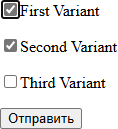 First Variant
Second Variant
Third Variant
Отправить